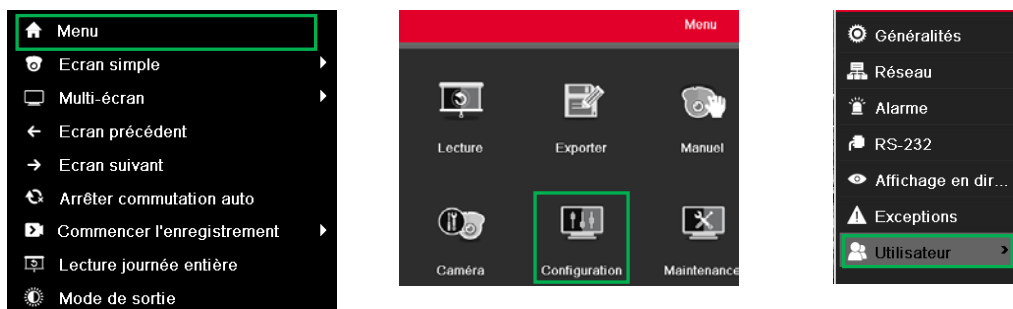 Menu
Ecran simple
Multi-écran
Ecran précédent
Ecran suivant
Arrêter commutation auto
Commencer l'enregistrement
Lecture journée entière
Mode de sortie
Menu
Lecture
Exporter
Manuel
Caméra
Configuration
Maintenance
Généralités
Réseau
Alarme
RS-232
Affichage en dir...
Exceptions
Utilisateur